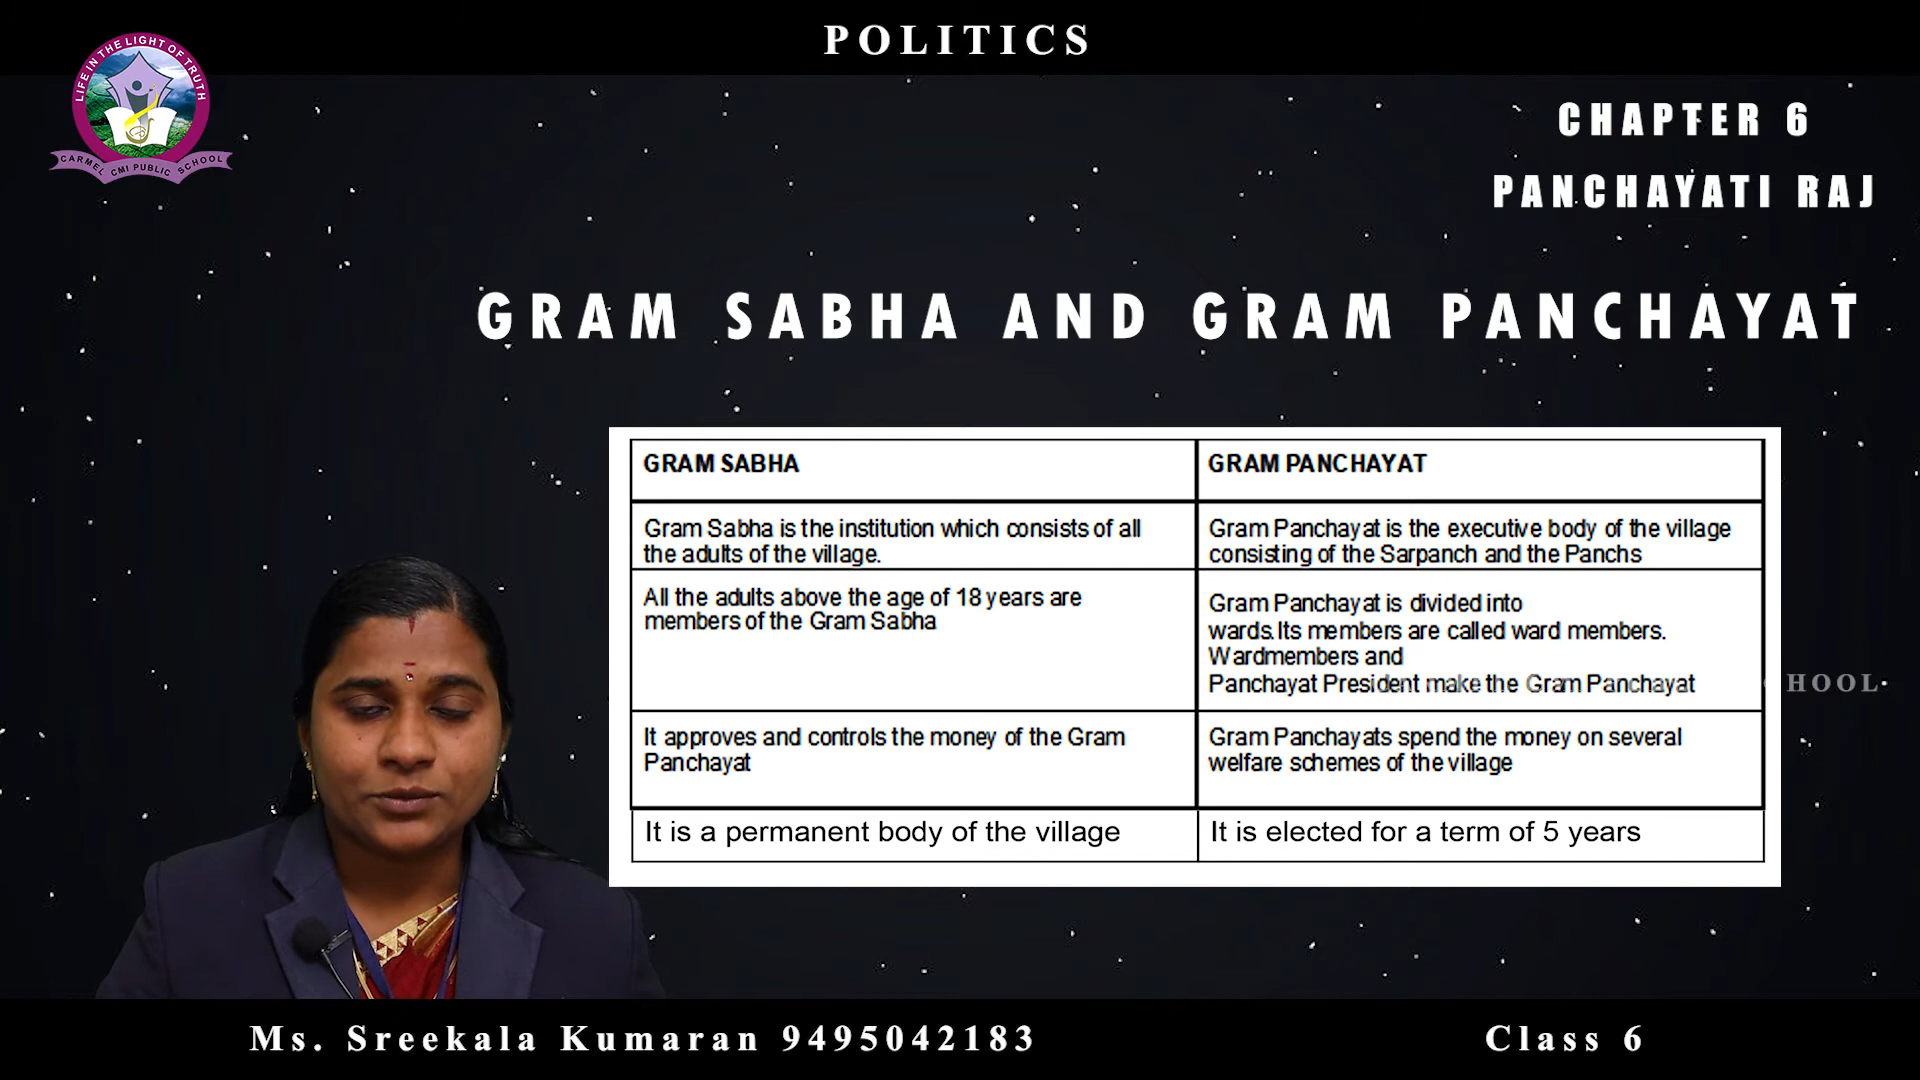 POLITICS
LIFE IN THE LIGHT OF TRUTH
CARMEL CMI PUBLIC SCHOOL
CHAPTER 6
PANCHAYATI RAJ
GRAM SABHA AND GRAM PANCHAYAT
GRAM SABHA
GRAM PANCHAYAT
Gram Sabha is the institution which consists of all
the adults of the village.
Gram Panchayat is the executive body of the village
consisting of the Sarpanch and the Panchs
All the adults above the age of 18 years are
members of the Gram Sabha
Gram Panchayat is divided into
wards.Its members are called ward members.
Wardmembers and
Panchayat President make the Gram Panchayat
It approves and controls the money of the Gram
Panchayat
Gram Panchayats spend the money on several
welfare schemes of the village
It is a permanent body of the village
It is elected for a term of 5 years
Ms. Sreekala Kumaran 9495042183
Class 6